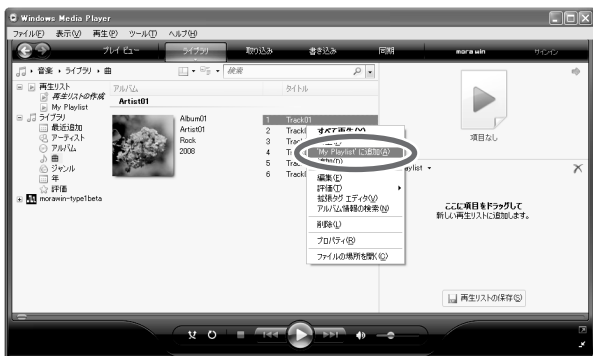 Windows Media Player
ファイル(F) 表示(V) 再生(P) ツール(T) ヘルプ(H)
プレイ ビュー ライブラリ 取り込み 書き込み 同期 mora win サインイン
音楽 ライブラリ 曲 検索
再生リスト
再生リストの作成
My Playlist
ライブラリ
最近追加
アーティスト
アルバム
曲
ジャンル
年
評価
morawin-type1beta
アルバム タイトル
Artist01
Album01
Artist01
Rock
2008
1 Track01
2
3
4
5
6
すべて再生(Y)
'My Playlist' に追加(A)
追加(D)
編集(E)
評価(T)
拡張タグ エディタ(X)
アルバム情報の検索(N)
削除(L)
プロパティ(R)
ファイルの場所を開く(O)
項目なし
ここに項目をドラッグして
新しい再生リストに追加します。
再生リストの保存(S)